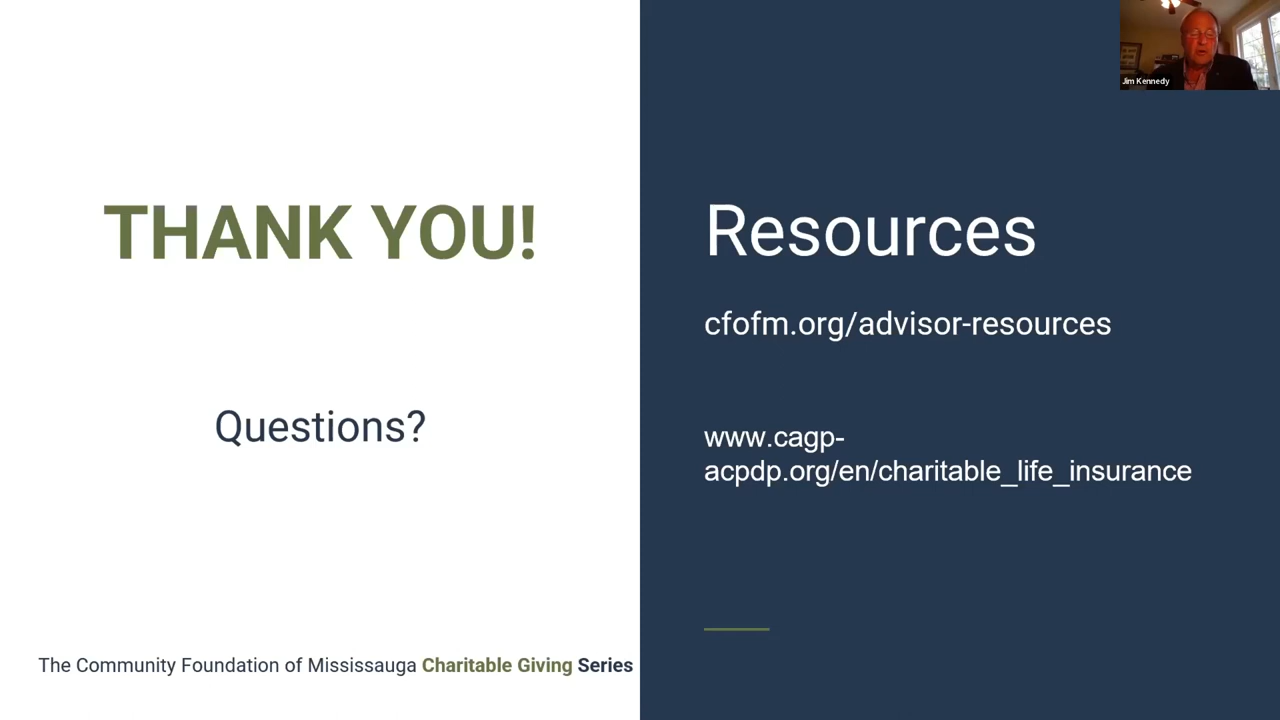 Jim Kennedy
THANK YOU!
Questions?
The Community Foundation of Mississauga Charitable Giving Series
Resources
cfofm.org/advisor-resources
www.cagp-
acpdp.org/en/charitable_life_insurance